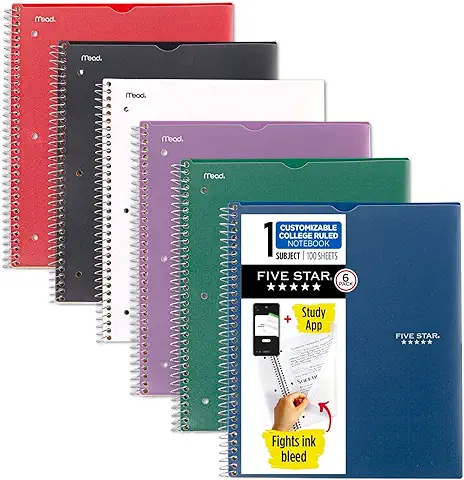 Mead.
Mead.
Mead.
Mead.
Mead.
1
CUSTOMIZABLE
COLLEGE RULED
NOTEBOOK
SUBJECT | 100 SHEETS
FIVE STAR
6
PACK
+ Study
App
FIVE STAR
Fights ink
bleed